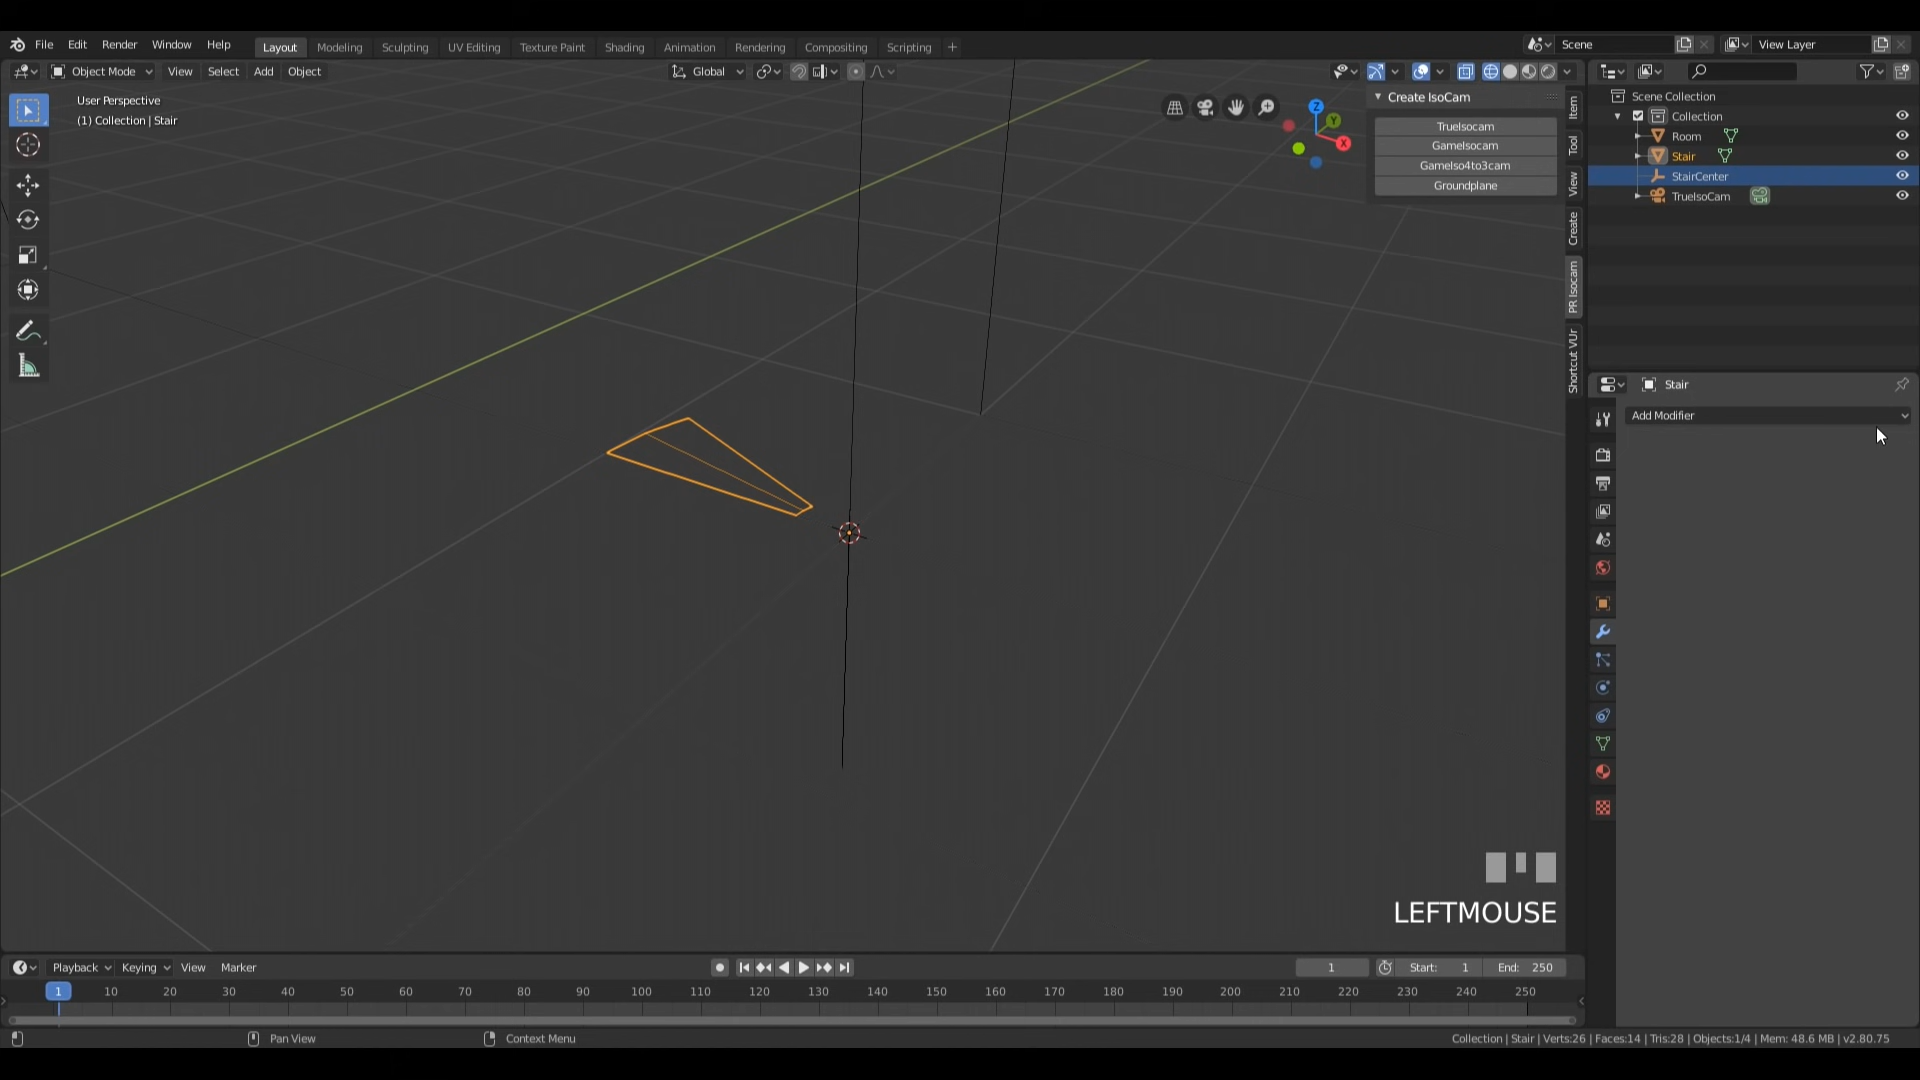 File Edit Render Window Help Layout Modeling Sculpting UV Editing Texture Paint Shading Animation Rendering Compositing Scripting + Scene View Layer
Object Mode View Select Add Object Global
User Perspective
(1) Collection | Stair
Z
Y
X
Create IsoCam
TrueIsocam
GameIsocam
GameIso4to3cam
Groundplane
Item
Tool
View
Create
PR Isocam
Shortcut VUr
Scene Collection
Collection
Room
Stair
StairCenter
TrueIsoCam
Stair
Add Modifier
LEFTMOUSE
Playback Keying View Marker 1 Start: 1 End: 250
1 10 20 30 40 50 60 70 80 90 100 110 120 130 140 150 160 170 180 190 200 210 220 230 240 250
Pan View Context Menu Collection | Stair | Verts:26 | Faces:14 | Tris:28 | Objects:1/4 | Mem: 48.6 MB | v2.80.75